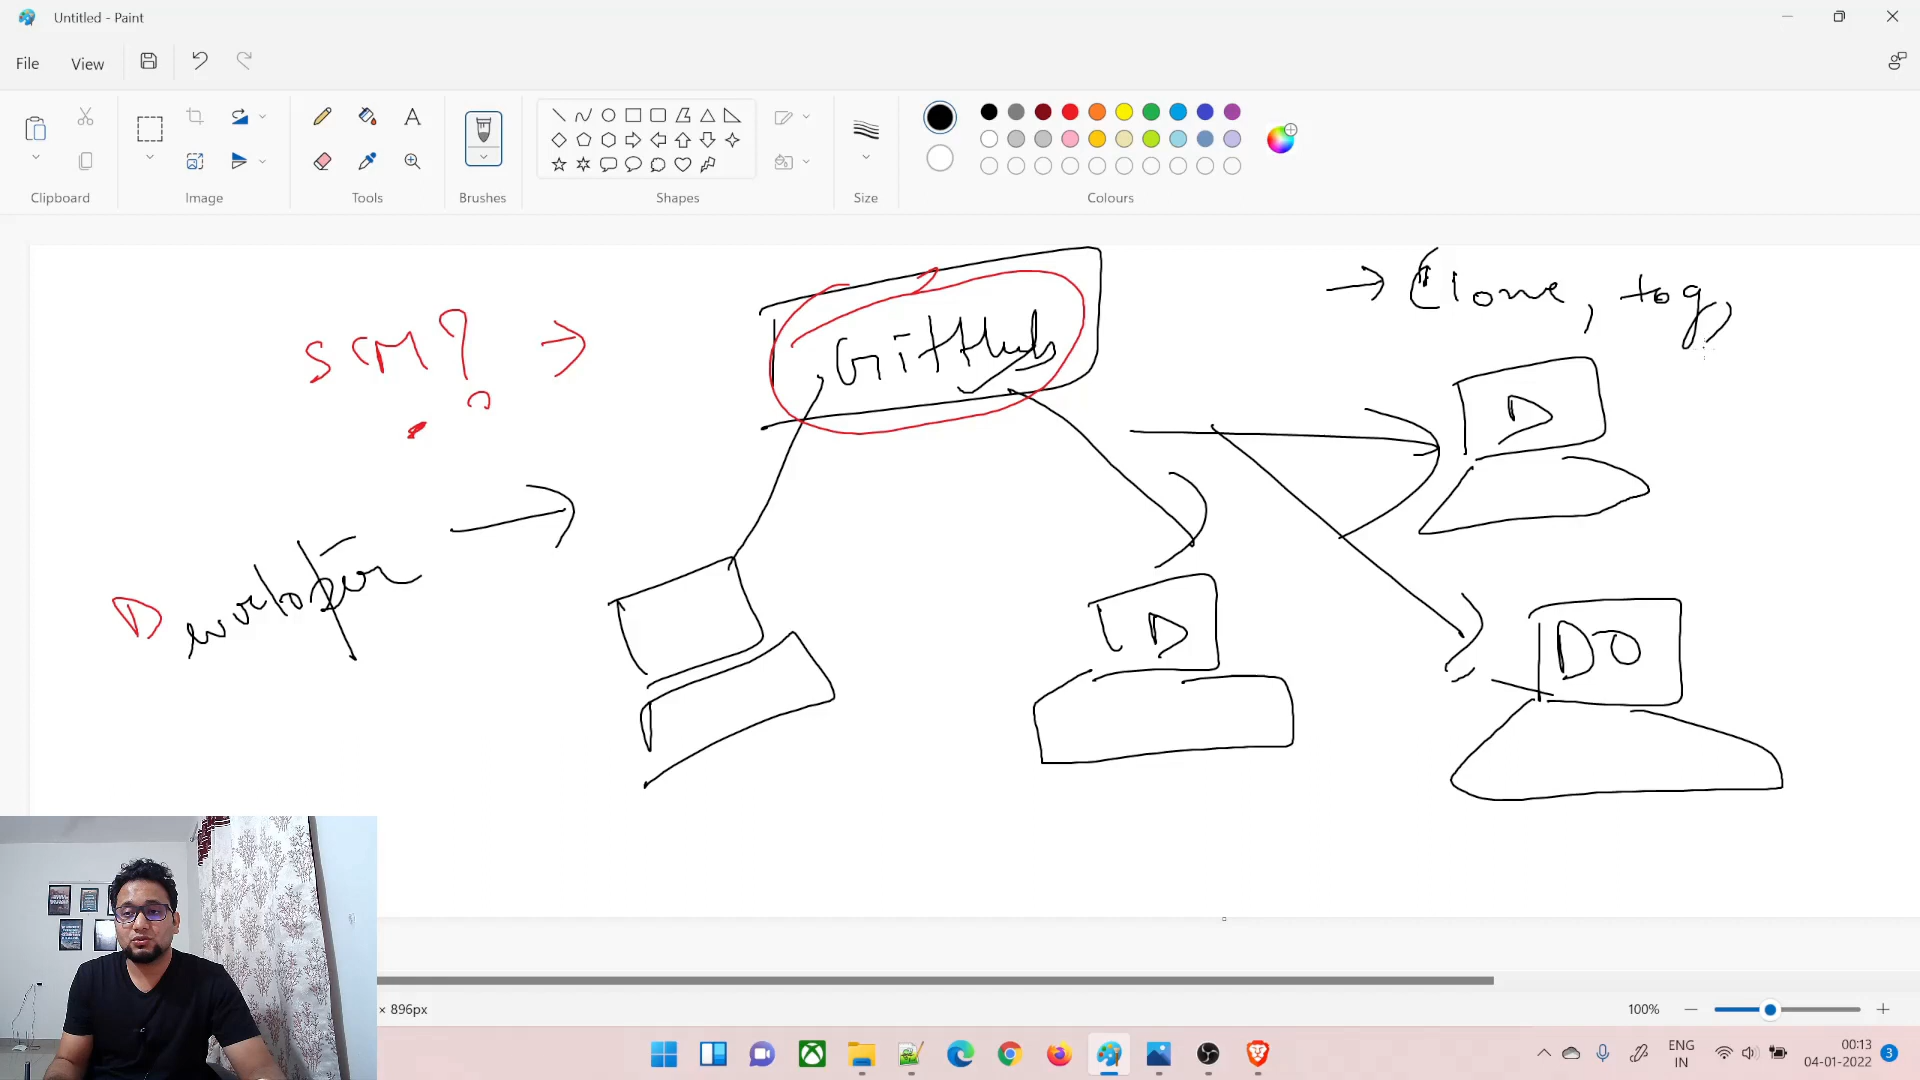 Untitled - Paint
File View
Clipboard Image Tools Brushes Shapes Size Colours
→ Clone, tag,
SCM? →
GitHub
D
Developer →
D
DO
× 896px
100%
ENG
IN
00:13
04-01-2022
3